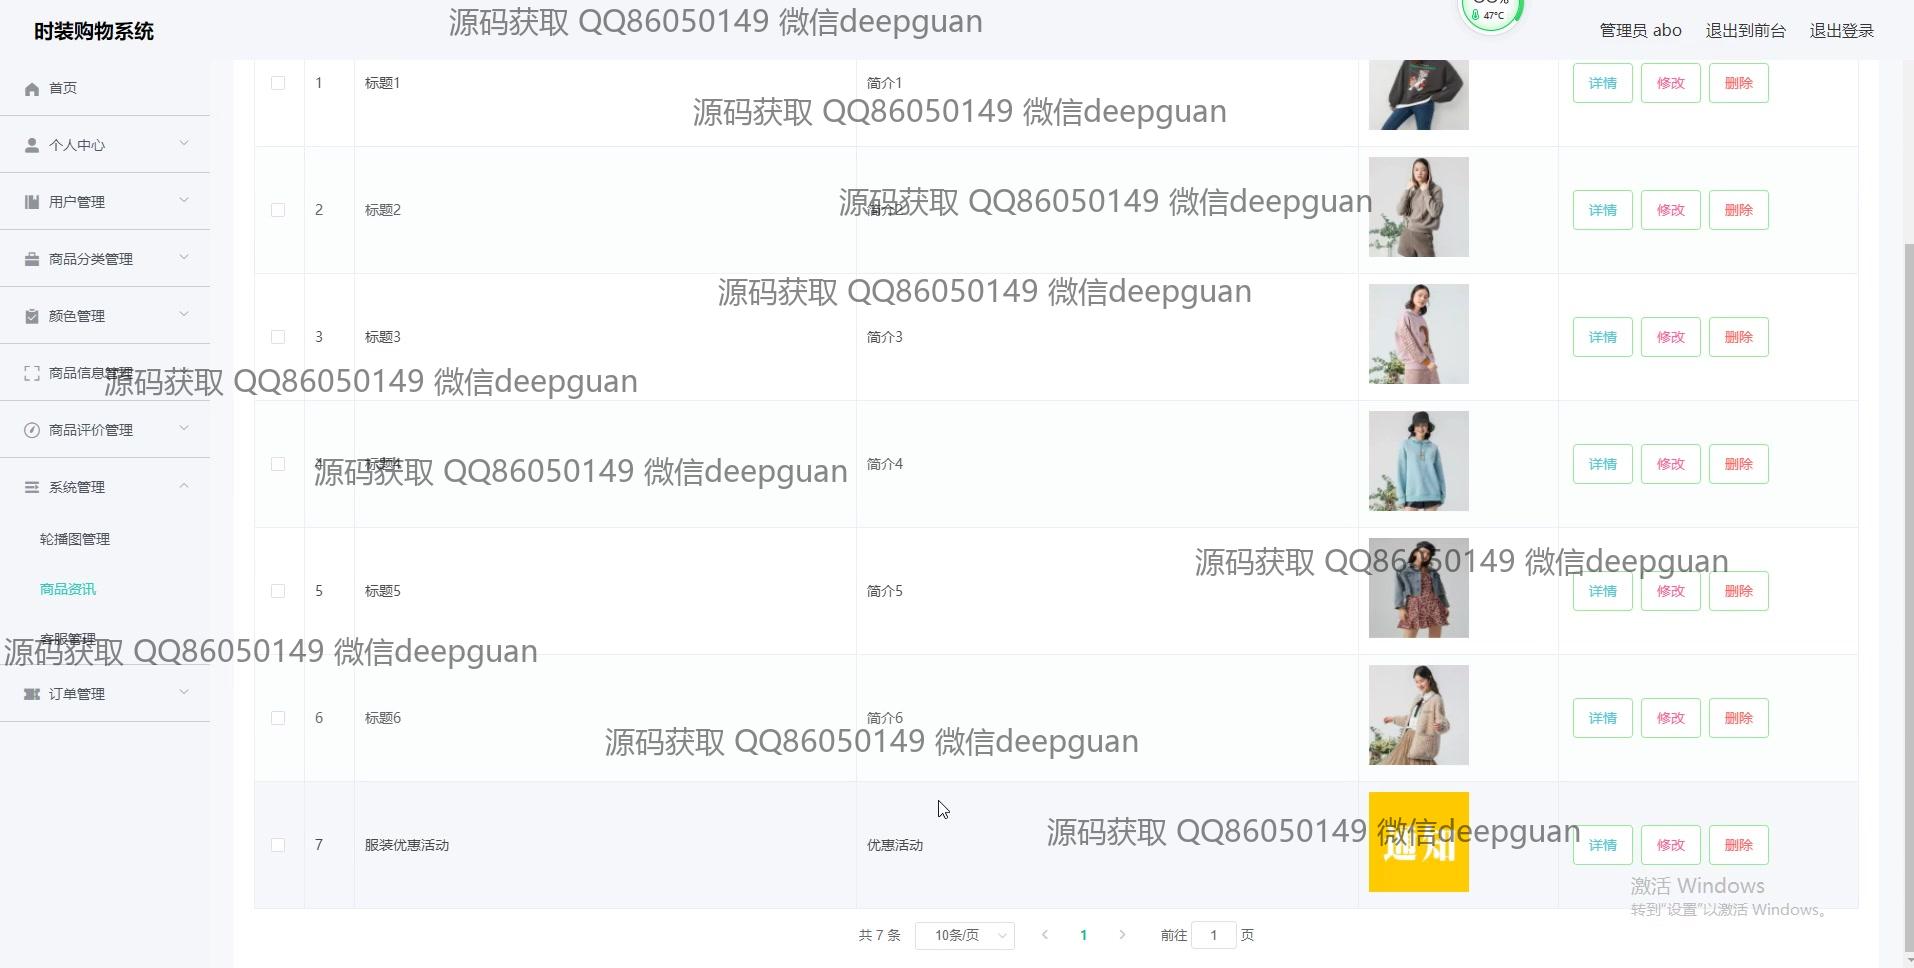 时装购物系统
源码获取 QQ86050149 微信deepguan
47°C
管理员 abo 退出到前台 退出登录
首页
1 标题1 简介1 详情 修改 删除
源码获取 QQ86050149 微信deepguan
个人中心
用户管理
2 标题2 简介2 详情 修改 删除
源码获取 QQ86050149 微信deepguan
商品分类管理
源码获取 QQ86050149 微信deepguan
颜色管理
3 标题3 简介3 详情 修改 删除
商品信息管理
源码获取 QQ86050149 微信deepguan
商品评价管理
4 标题4 简介4 详情 修改 删除
源码获取 QQ86050149 微信deepguan
系统管理
轮播图管理
源码获取 QQ86050149 微信deepguan
商品资讯
5 标题5 简介5 详情 修改 删除
客服管理
源码获取 QQ86050149 微信deepguan
订单管理
6 标题6 简介6 详情 修改 删除
源码获取 QQ86050149 微信deepguan
源码获取 QQ86050149 微信deepguan
7 服装优惠活动 优惠活动 通知 详情 修改 删除
激活 Windows
转到“设置”以激活 Windows。
共 7 条 10条/页 1 前往 1 页